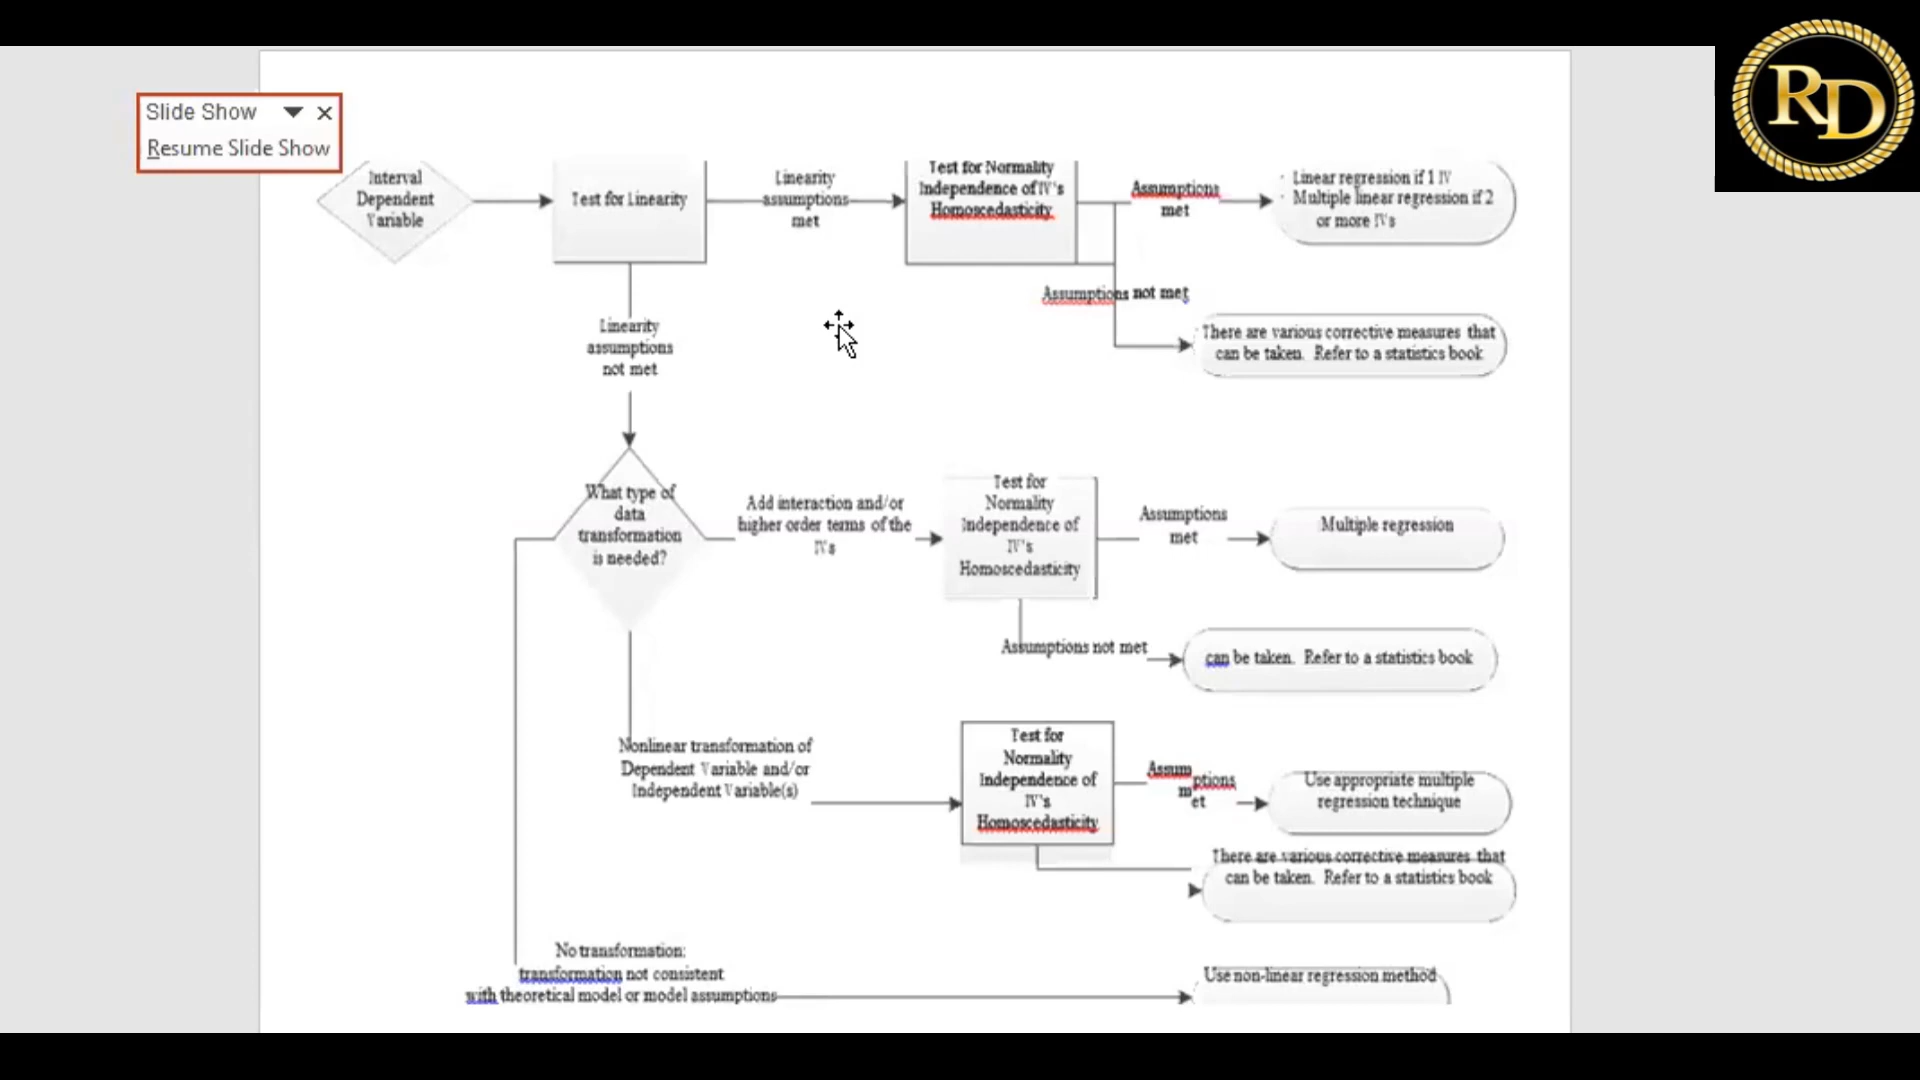 Slide Show
Resume Slide Show
RD
Interval
Dependent
Variable
Test for Linearity
Linearity
assumptions
met
Test for Normality
Independence of IV's
Homoscedasticity
Assumptions
met
· Linear regression if 1 IV
· Multiple linear regression if 2
or more IV's
Assumptions not met
There are various corrective measures that
can be taken. Refer to a statistics book
Linearity
assumptions
not met
What type of
data
transformation
is needed?
Add interaction and/or
higher order terms of the
IVs
Test for
Normality
Independence of
IV's
Homoscedasticity
Assumptions
met
Multiple regression
Assumptions not met
can be taken. Refer to a statistics book
Nonlinear transformation of
Dependent Variable and/or
Independent Variable(s)
Test for
Normality
Independence of
IV's
Homoscedasticity
Assumptions
met
Use appropriate multiple
regression technique
There are various corrective measures that
can be taken. Refer to a statistics book
No transformation:
transformation not consistent
with theoretical model or model assumptions
Use non-linear regression method